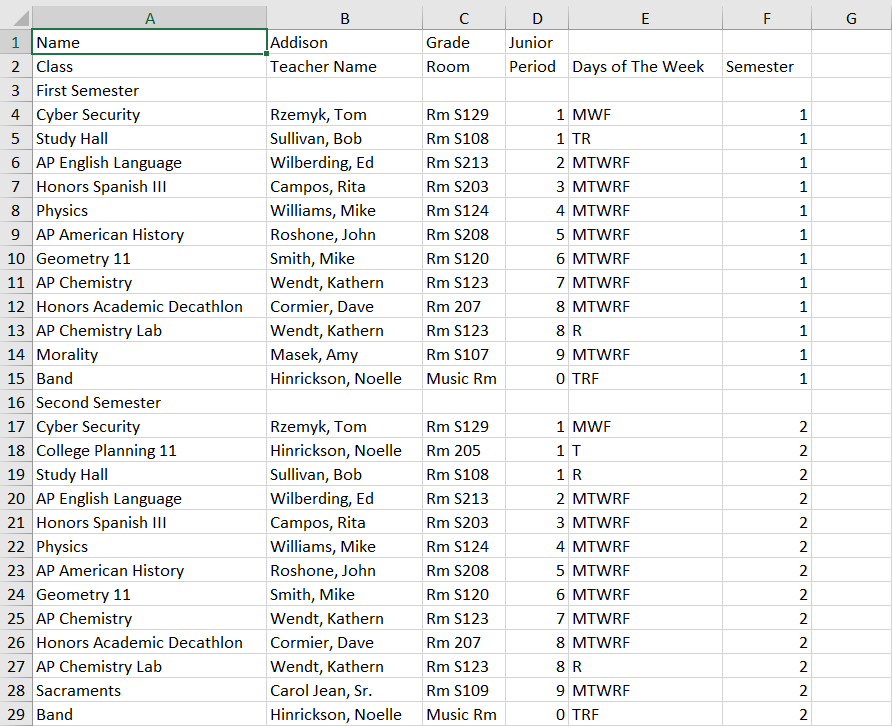 A B C D E F G
1 Name Addison Grade Junior
2 Class Teacher Name Room Period Days of The Week Semester
3 First Semester
4 Cyber Security Rzemyk, Tom Rm S129 1 MWF 1
5 Study Hall Sullivan, Bob Rm S108 1 TR 1
6 AP English Language Wilberding, Ed Rm S213 2 MTWRF 1
7 Honors Spanish III Campos, Rita Rm S203 3 MTWRF 1
8 Physics Williams, Mike Rm S124 4 MTWRF 1
9 AP American History Roshone, John Rm S208 5 MTWRF 1
10 Geometry 11 Smith, Mike Rm S120 6 MTWRF 1
11 AP Chemistry Wendt, Kathern Rm S123 7 MTWRF 1
12 Honors Academic Decathlon Cormier, Dave Rm 207 8 MTWRF 1
13 AP Chemistry Lab Wendt, Kathern Rm S123 8 R 1
14 Morality Masek, Amy Rm S107 9 MTWRF 1
15 Band Hinrickson, Noelle Music Rm 0 TRF 1
16 Second Semester
17 Cyber Security Rzemyk, Tom Rm S129 1 MWF 2
18 College Planning 11 Hinrickson, Noelle Rm 205 1 T 2
19 Study Hall Sullivan, Bob Rm S108 1 R 2
20 AP English Language Wilberding, Ed Rm S213 2 MTWRF 2
21 Honors Spanish III Campos, Rita Rm S203 3 MTWRF 2
22 Physics Williams, Mike Rm S124 4 MTWRF 2
23 AP American History Roshone, John Rm S208 5 MTWRF 2
24 Geometry 11 Smith, Mike Rm S120 6 MTWRF 2
25 AP Chemistry Wendt, Kathern Rm S123 7 MTWRF 2
26 Honors Academic Decathlon Cormier, Dave Rm 207 8 MTWRF 2
27 AP Chemistry Lab Wendt, Kathern Rm S123 8 R 2
28 Sacraments Carol Jean, Sr. Rm S109 9 MTWRF 2
29 Band Hinrickson, Noelle Music Rm 0 TRF 2